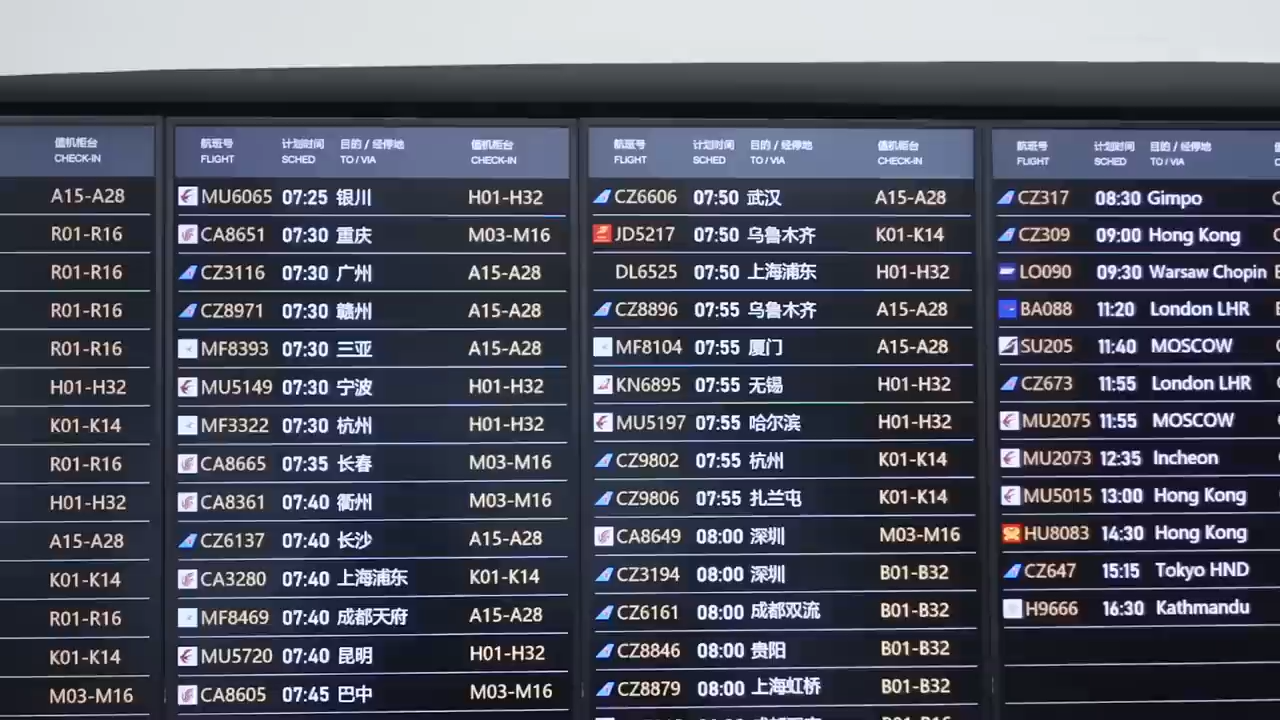 值机柜台
CHECK-IN
A15-A28
R01-R16
R01-R16
R01-R16
R01-R16
H01-H32
K01-K14
R01-R16
H01-H32
A15-A28
K01-K14
R01-R16
K01-K14
M03-M16
航班号 计划时间 目的 / 经停地 值机柜台
FLIGHT SCHED TO / VIA CHECK-IN
MU6065 07:25 银川 H01-H32
CA8651 07:30 重庆 M03-M16
CZ3116 07:30 广州 A15-A28
CZ8971 07:30 赣州 A15-A28
MF8393 07:30 三亚 A15-A28
MU5149 07:30 宁波 H01-H32
MF3322 07:30 杭州 H01-H32
CA8665 07:35 长春 M03-M16
CA8361 07:40 衢州 M03-M16
CZ6137 07:40 长沙 A15-A28
CA3280 07:40 上海浦东 K01-K14
MF8469 07:40 成都天府 A15-A28
MU5720 07:40 昆明 H01-H32
CA8605 07:45 巴中 M03-M16
航班号 计划时间 目的 / 经停地 值机柜台
FLIGHT SCHED TO / VIA CHECK-IN
CZ6606 07:50 武汉 A15-A28
JD5217 07:50 乌鲁木齐 K01-K14
DL6525 07:50 上海浦东 H01-H32
CZ8896 07:55 乌鲁木齐 A15-A28
MF8104 07:55 厦门 A15-A28
KN6895 07:55 无锡 H01-H32
MU5197 07:55 哈尔滨 H01-H32
CZ9802 07:55 杭州 K01-K14
CZ9806 07:55 扎兰屯 K01-K14
CA8649 08:00 深圳 M03-M16
CZ3194 08:00 深圳 B01-B32
CZ6161 08:00 成都双流 B01-B32
CZ8846 08:00 贵阳 B01-B32
CZ8879 08:00 上海虹桥 B01-B32
航班号 计划时间 目的 / 经停地
FLIGHT SCHED TO / VIA
CZ317 08:30 Gimpo
CZ309 09:00 Hong Kong
LO090 09:30 Warsaw Chopin
BA088 11:20 London LHR
SU205 11:40 MOSCOW
CZ673 11:55 London LHR
MU2075 11:55 MOSCOW
MU2073 12:35 Incheon
MU5015 13:00 Hong Kong
HU8083 14:30 Hong Kong
CZ647 15:15 Tokyo HND
H9666 16:30 Kathmandu